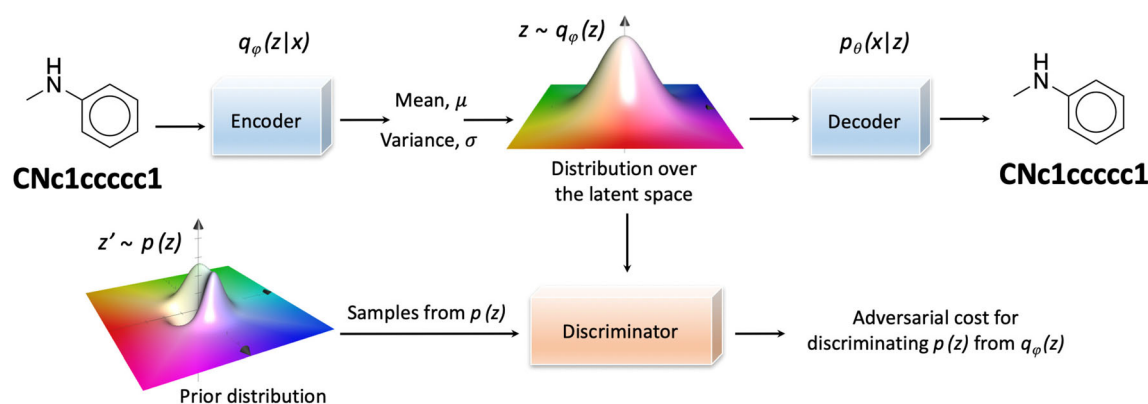 q𝜑(z|x)
z ~ q𝜑(z)
pθ(x|z)
H
N
Encoder
Mean, μ
Variance, σ
Decoder
H
N
CNc1ccccc1
Distribution over
the latent space
CNc1ccccc1
z’ ~ p (z)
Samples from p (z)
Discriminator
Adversarial cost for
discriminating p (z) from q𝜑(z)
Prior distribution